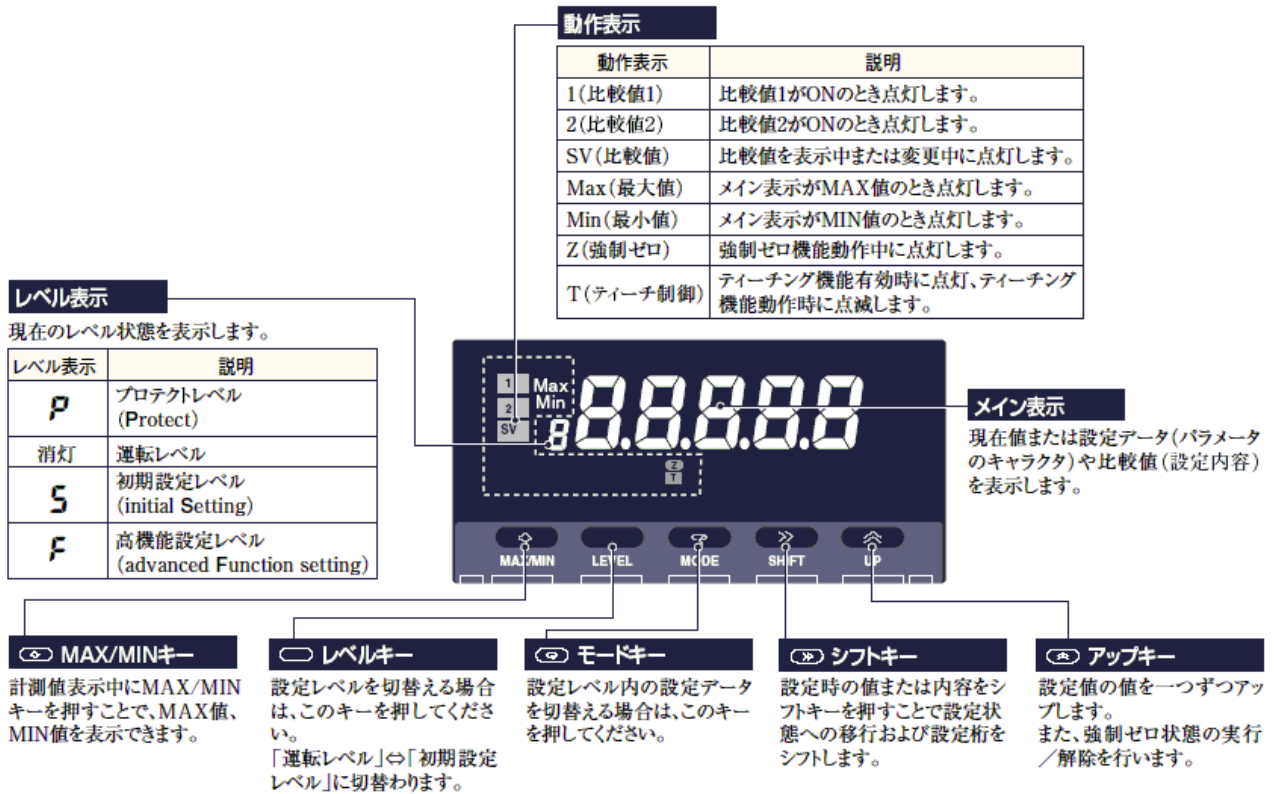 動作表示
動作表示 説明
1(比較値1) 比較値1がONのとき点灯します。
2(比較値2) 比較値2がONのとき点灯します。
SV(比較値) 比較値を表示中または変更中に点灯します。
Max(最大値) メイン表示がMAX値のとき点灯します。
Min(最小値) メイン表示がMIN値のとき点灯します。
Z(強制ゼロ) 強制ゼロ機能動作中に点灯します。
T(ティーチ制御) ティーチング機能有効時に点灯、ティーチング
機能動作時に点滅します。
レベル表示
現在のレベル状態を表示します。
レベル表示 説明
P プロテクトレベル
(Protect)
消灯 運転レベル
S 初期設定レベル
(initial Setting)
F 高機能設定レベル
(advanced Function setting)
1 Max
2 Min
SV
8 8.8.8.8.8
Z
T
MAX/MIN LEVEL MODE SHIFT UP
メイン表示
現在値または設定データ(パラメータ
のキャラクタ)や比較値(設定内容)
を表示します。
MAX/MINキー
計測値表示中にMAX/MIN
キーを押すことで、MAX値、
MIN値を表示できます。
レベルキー
設定レベルを切替える場合
は、このキーを押してくださ
い。
「運転レベル」⇔「初期設定
レベル」に切替わります。
モードキー
設定レベル内の設定データ
を切替える場合は、このキー
を押してください。
シフトキー
設定時の値または内容をシ
フトキーを押すことで設定状
態への移行および設定桁を
シフトします。
アップキー
設定値の値を一つずつアッ
プします。
また、強制ゼロ状態の実行
/解除を行います。